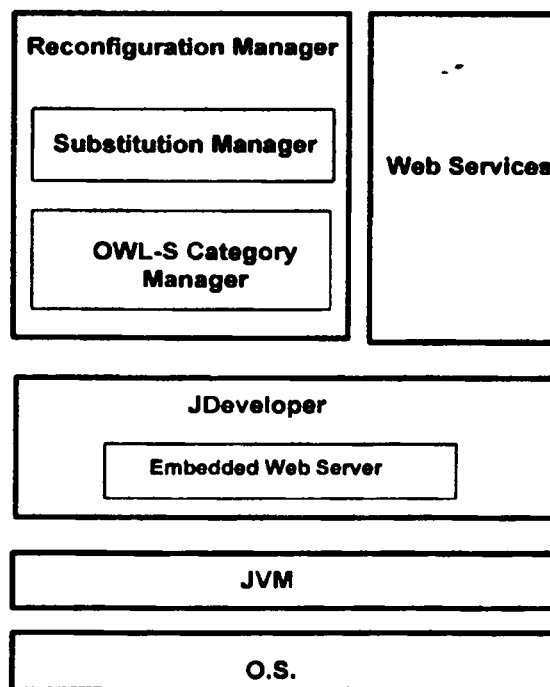 Reconfiguration Manager
Substitution Manager
OWL-S Category
Manager
Web Services
JDeveloper
Embedded Web Server
JVM
O.S.